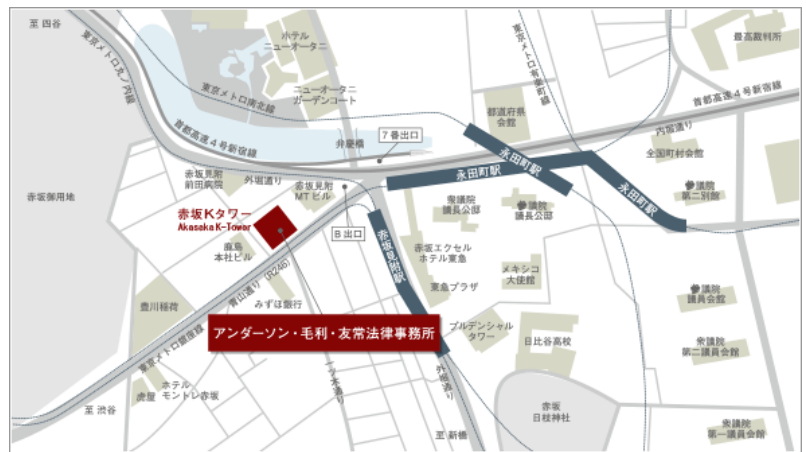 至 四谷
東京メトロ丸ノ内線
ホテル
ニューオータニ
最高裁判所
東京メトロ南北線
ニューオータニ
ガーデンコート
東京メトロ有楽町線
首都高速4号新宿線
都道府県
会館
首都高速4号新宿線
7番出口
弁慶橋
内堀通り
永田町駅
全国町村会館
永田町駅
永田町駅
赤坂見附
前田病院
外堀通り
赤坂見附
MTビル
衆議院
議長公邸
参議院
議長公邸
参議院
第二別館
赤坂御用地
赤坂Kタワー
Akasaka K-Tower
B出口
赤坂見附駅
鹿島
本社ビル
赤坂エクセル
ホテル東急
メキシコ
大使館
青山通り(R246)
東急プラザ
参議院
議員会館
豊川稲荷
みずほ銀行
アンダーソン・毛利・友常法律事務所
プルデンシャル
タワー
日比谷高校
衆議院
第二議員会館
東京メトロ銀座線
一ツ木通り
外堀通り
虎屋
ホテル
モントレ赤坂
至 渋谷
赤坂
日枝神社
至 新橋
衆議院
第一議員会館